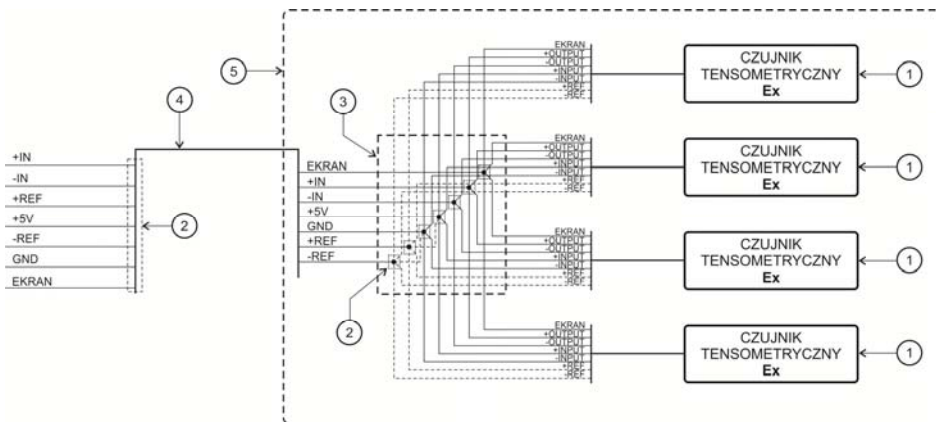 5
4
3
2
2
+IN
-IN
+REF
+5V
-REF
GND
EKRAN
EKRAN
+IN
-IN
+5V
GND
+REF
-REF
EKRAN
+OUTPUT
-OUTPUT
+INPUT
-INPUT
+REF
-REF
CZUJNIK
TENSOMETRYCZNY
Ex
1
EKRAN
+OUTPUT
-OUTPUT
+INPUT
-INPUT
+REF
-REF
CZUJNIK
TENSOMETRYCZNY
Ex
1
EKRAN
+OUTPUT
-OUTPUT
+INPUT
-INPUT
+REF
-REF
CZUJNIK
TENSOMETRYCZNY
Ex
1
EKRAN
+OUTPUT
-OUTPUT
+INPUT
-INPUT
+REF
-REF
CZUJNIK
TENSOMETRYCZNY
Ex
1